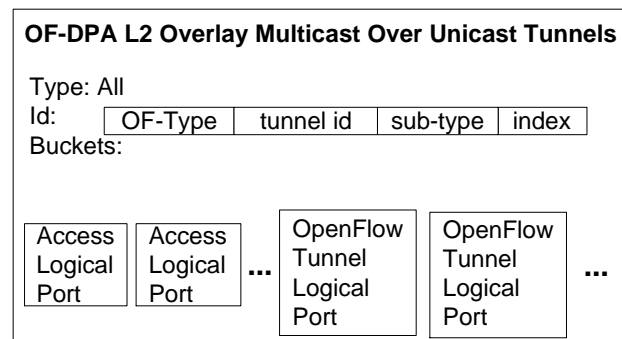 OF-DPA L2 Overlay Multicast Over Unicast Tunnels
Type: All
Id: OF-Type tunnel id sub-type index
Buckets:
Access Logical Port
Access Logical Port
...
OpenFlow Tunnel Logical Port
OpenFlow Tunnel Logical Port
...